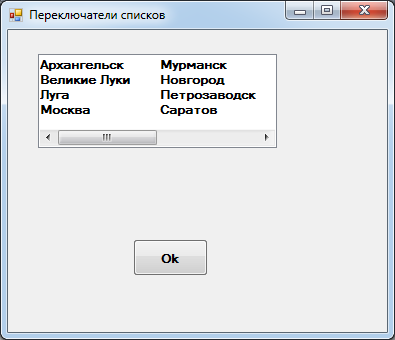 Переключатели списков
Архангельск Мурманск
Великие Луки Новгород
Луга Петрозаводск
Москва Саратов
Ok